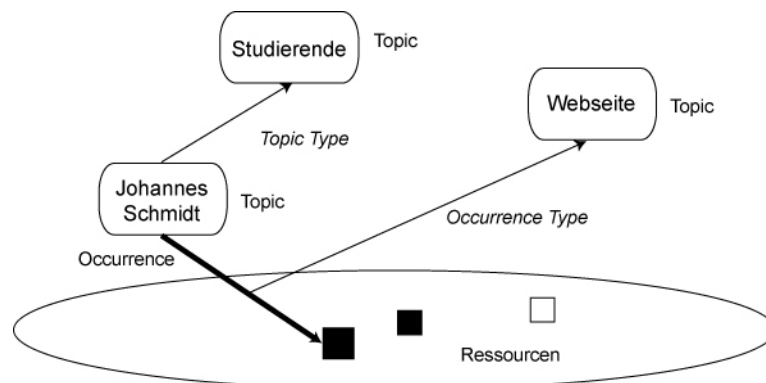 Studierende
Topic
Webseite
Topic
Topic Type
Johannes
Schmidt
Topic
Occurrence Type
Occurrence
Ressourcen